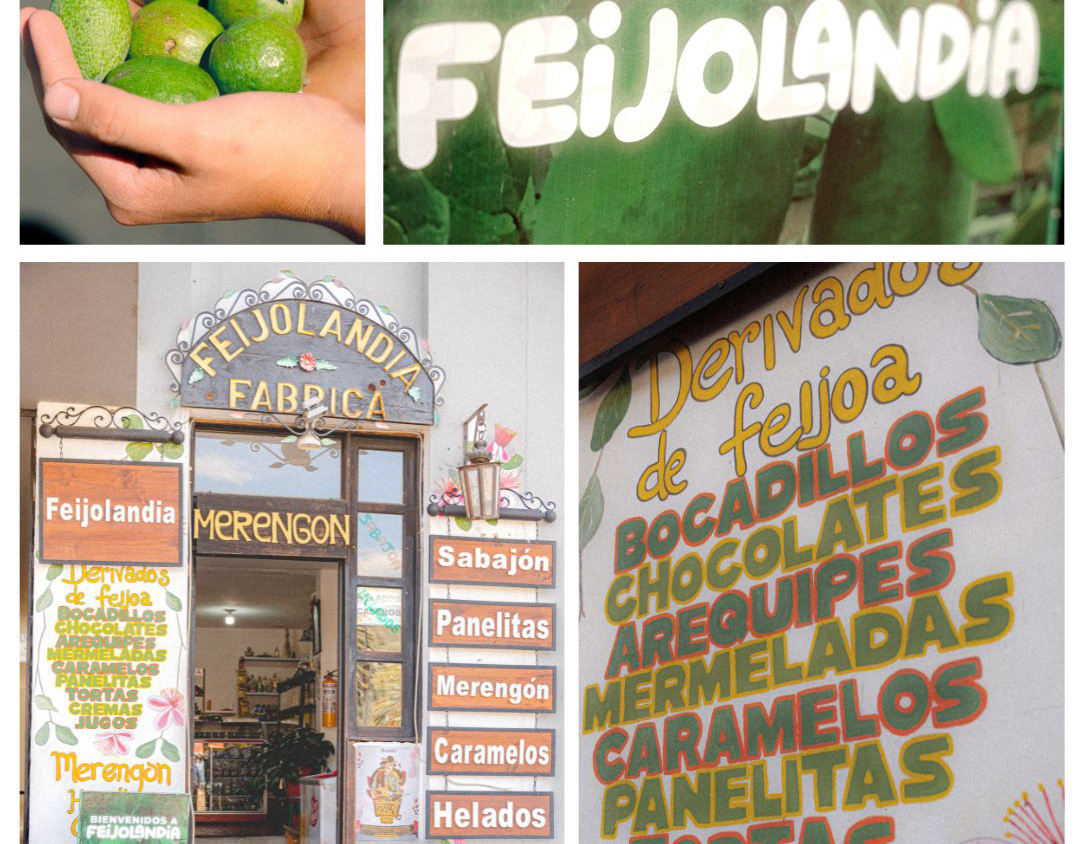 FEIJOLANDIA
FEIJOLANDIA
FABRICA
MERENGON
Feijolandia
Derivados
de feijoa
BOCADILLOS
CHOCOLATES
AREQUIPES
MERMELADAS
CARAMELOS
PANELITAS
TORTAS
CREMAS
JUGOS
Merengon
BIENVENIDOS A
FEIJOLANDIA
Sabajón
Panelitas
Merengón
Caramelos
Helados
Derivados
de feijoa
BOCADILLOS
CHOCOLATES
AREQUIPES
MERMELADAS
CARAMELOS
PANELITAS
TORTAS